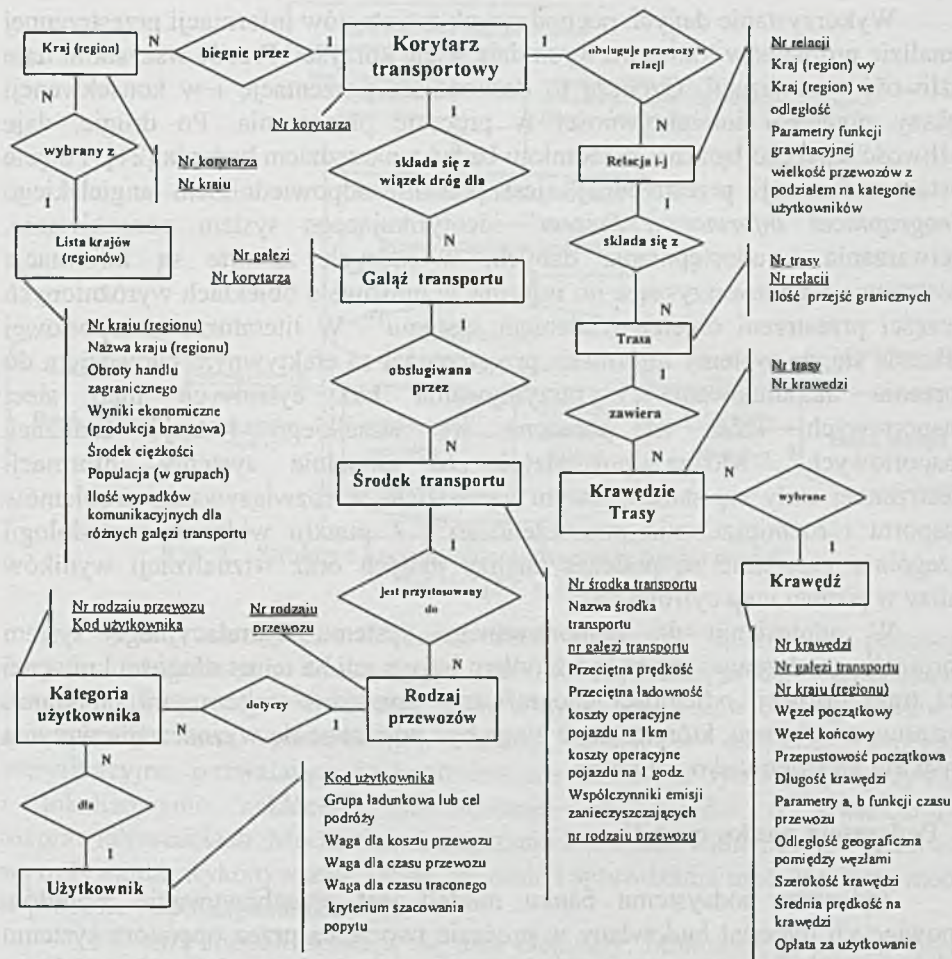 Kraj (region)
N
biegnie przez
1
Korytarz
transportowy
1
obsługuje przewozy w
relacji
Nr relacji
Kraj (region) wy
Kraj (region) we
odległość
Parametry funkcji
grawitacyjnej
wielkość przewozów z
podziałem na kategorie
użytkowników
N
wybrany z
1
Nr korytarza
Nr korytarza
Nr kraju
1
składa się z
wiązek dróg dla
N
N
Relacja i-j
1
składa się z
N
Nr trasy
Nr relacji
Ilość przejść granicznych
Lista krajów
(regionów)
Nr gałęzi
Nr korytarza
Gałąź transportu
Trasa
Nr kraju (regionu)
Nazwa kraju (regionu)
Obroty handlu
zagranicznego
Wyniki ekonomiczne
(produkcja branżowa)
Środek ciężkości
Populacja (w grupach)
Ilość wypadków
komunikacyjnych dla
różnych gałęzi transportu
1
obsługiwana
przez
N
1
zawiera
N
Nr trasy
Nr krawędzi
Środek transportu
Krawędzie
Trasy
N
wybrane
1
1
jest przystosowany
do
N
Krawędź
Nr rodzaju przewozu
Kod użytkownika
Nr rodzaju
przewozu
Nr środka transportu
Nazwa środka
transportu
nr gałęzi transportu
Przeciętna prędkość
Przeciętna ładowność
koszty operacyjne
pojazdu na 1km
koszty operacyjne
pojazdu na 1 godz.
Współczynniki emisji
zanieczyszczających
nr rodzaju przewozu
Nr krawędzi
Nr gałęzi transportu
Nr kraju (regionu)
Węzeł początkowy
Węzeł końcowy
Przepustowość początkowa
Długość krawędzi
Parametry a, b funkcji czasu
przewozu
Odległość geograficzna
pomiędzy węzłami
Szerokość krawędzi
Średnia prędkość na
krawędzi
Opłata za użytkowanie
Kategoria
użytkownika
N
dotyczy
1
Rodzaj
przewozów
N
dla
1
Użytkownik
Kod użytkownika
Grupa ładunkowa lub cel
podróży
Waga dla kosztu przewozu
Waga dla czasu przewozu
Waga dla czasu traconego
kryterium szacowania
popytu